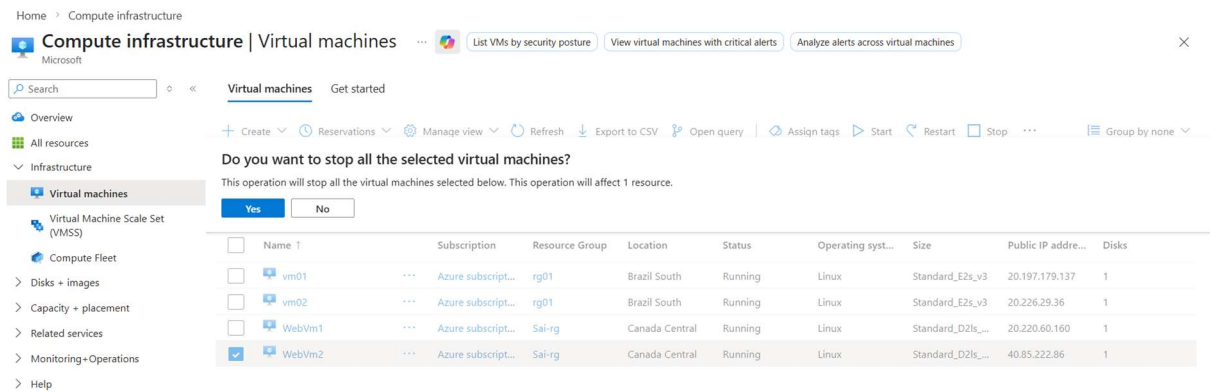 Home > Compute infrastructure
Compute infrastructure | Virtual machines ... List VMs by security posture View virtual machines with critical alerts Analyze alerts across virtual machines
Microsoft
Search
Virtual machines Get started
Overview
All resources
Infrastructure
Virtual machines
Virtual Machine Scale Set
(VMSS)
Compute Fleet
Disks + images
Capacity + placement
Related services
Monitoring+Operations
Help
Create Reservations Manage view Refresh Export to CSV Open query Assign tags Start Restart Stop ... Group by none
Do you want to stop all the selected virtual machines?
This operation will stop all the virtual machines selected below. This operation will affect 1 resource.
Yes No
Name ↑ Subscription Resource Group Location Status Operating syst... Size Public IP addre... Disks
vm01 ... Azure subscript... rg01 Brazil South Running Linux Standard_E2s_v3 20.197.179.137 1
vm02 ... Azure subscript... rg01 Brazil South Running Linux Standard_E2s_v3 20.226.29.36 1
WebVm1 ... Azure subscript... Sai-rg Canada Central Running Linux Standard_D2ls_... 20.220.60.160 1
WebVm2 ... Azure subscript... Sai-rg Canada Central Running Linux Standard_D2ls_... 40.85.222.86 1